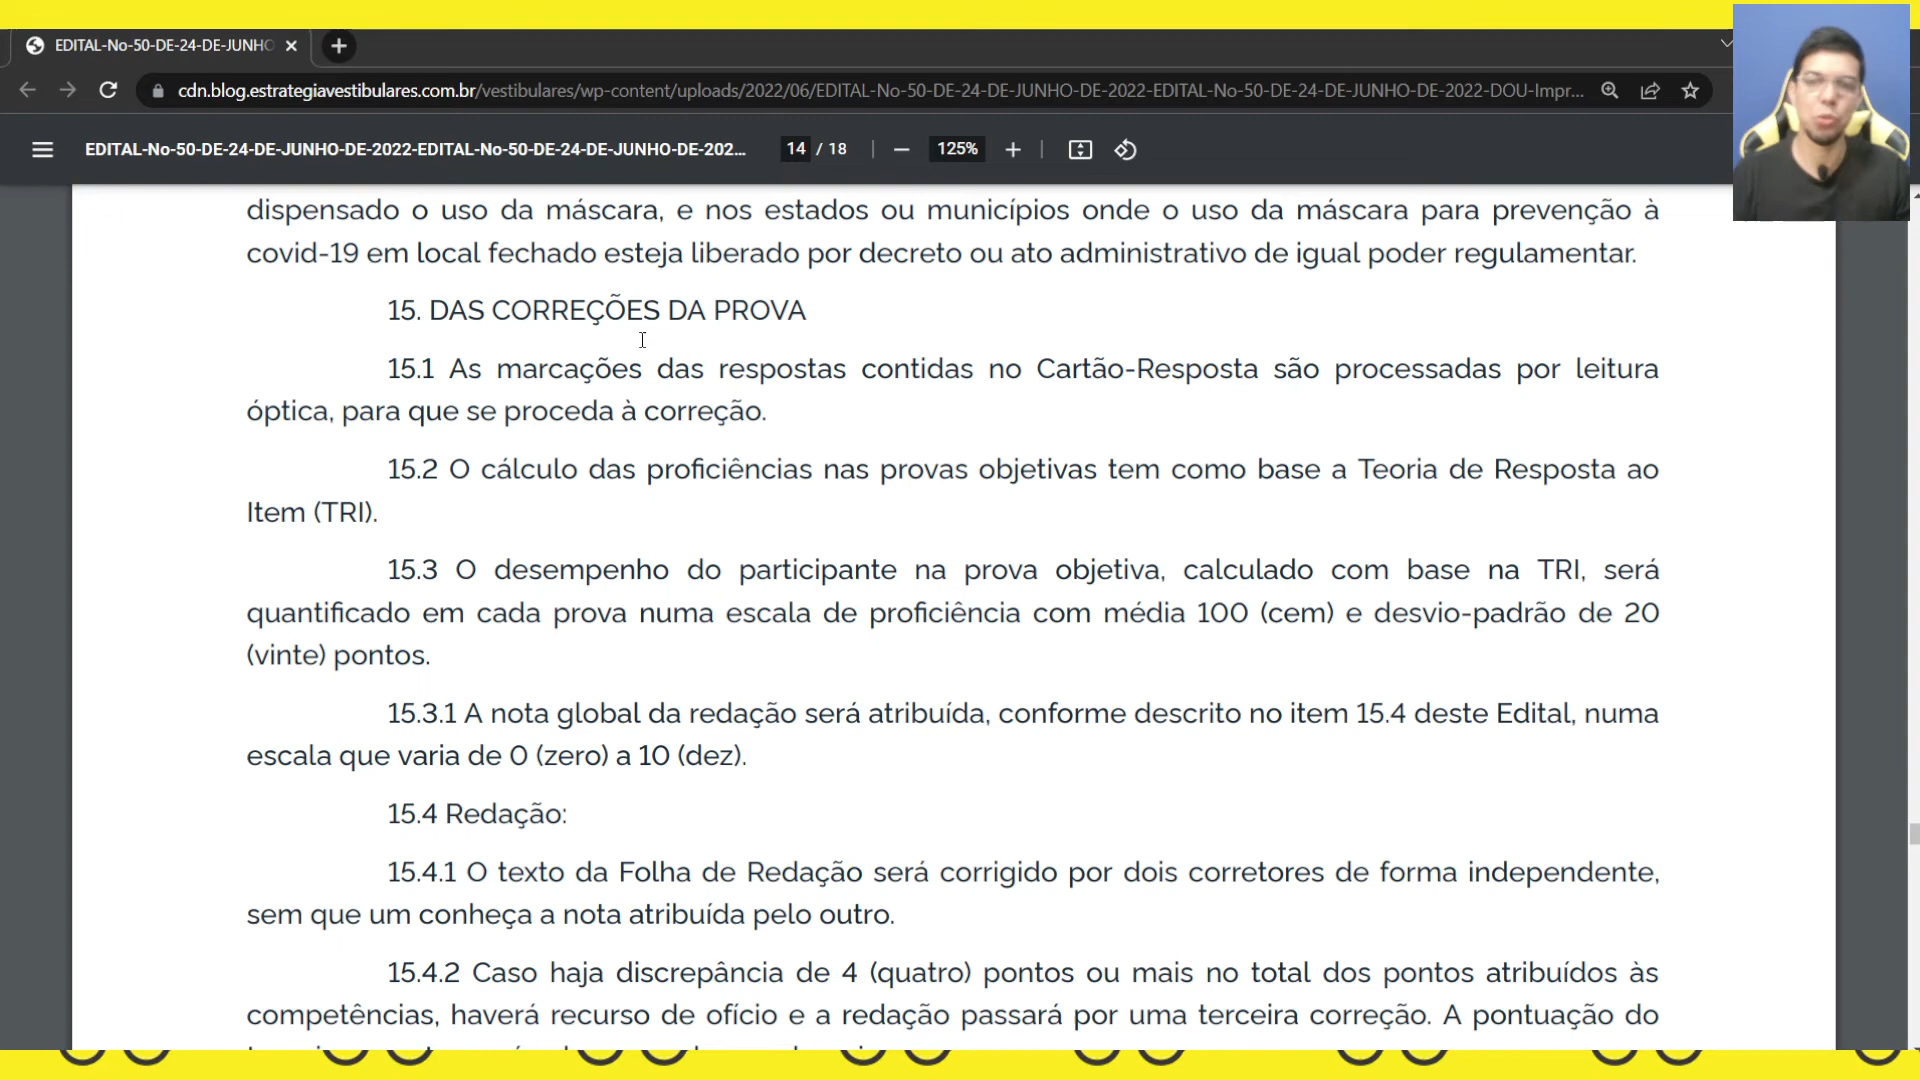 EDITAL-No-50-DE-24-DE-JUNHO
cdn.blog.estrategiavestibulares.com.br/vestibulares/wp-content/uploads/2022/06/EDITAL-No-50-DE-24-DE-JUNHO-DE-2022-EDITAL-No-50-DE-24-DE-JUNHO-DE-2022-DOU-Impr...
EDITAL-No-50-DE-24-DE-JUNHO-DE-2022-EDITAL-No-50-DE-24-DE-JUNHO-DE-202... 14 / 18 125%
dispensado o uso da máscara, e nos estados ou municípios onde o uso da máscara para prevenção à
covid-19 em local fechado esteja liberado por decreto ou ato administrativo de igual poder regulamentar.
15. DAS CORREÇÕES DA PROVA
15.1 As marcações das respostas contidas no Cartão-Resposta são processadas por leitura
óptica, para que se proceda à correção.
15.2 O cálculo das proficiências nas provas objetivas tem como base a Teoria de Resposta ao
Item (TRI).
15.3 O desempenho do participante na prova objetiva, calculado com base na TRI, será
quantificado em cada prova numa escala de proficiência com média 100 (cem) e desvio-padrão de 20
(vinte) pontos.
15.3.1 A nota global da redação será atribuída, conforme descrito no item 15.4 deste Edital, numa
escala que varia de 0 (zero) a 10 (dez).
15.4 Redação:
15.4.1 O texto da Folha de Redação será corrigido por dois corretores de forma independente,
sem que um conheça a nota atribuída pelo outro.
15.4.2 Caso haja discrepância de 4 (quatro) pontos ou mais no total dos pontos atribuídos às
competências, haverá recurso de ofício e a redação passará por uma terceira correção. A pontuação do